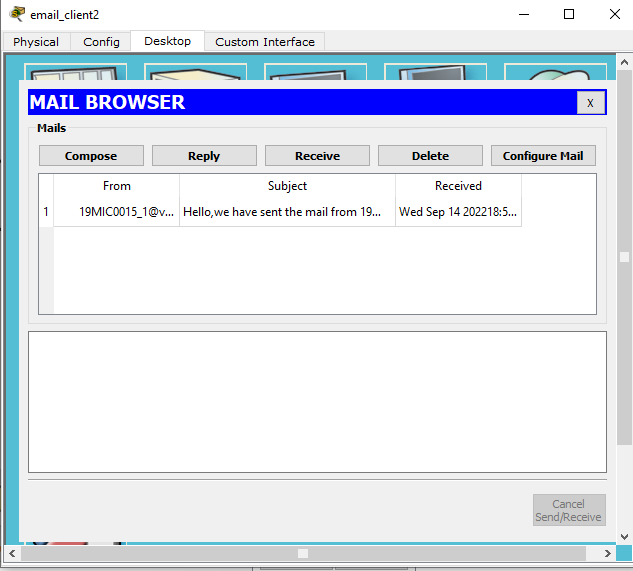 email_client2
Physical Config Desktop Custom Interface
MAIL BROWSER X
Mails
Compose Reply Receive Delete Configure Mail
From Subject Received
1 19MIC0015_1@v... Hello,we have sent the mail from 19... Wed Sep 14 202218:5...
Cancel
Send/Receive